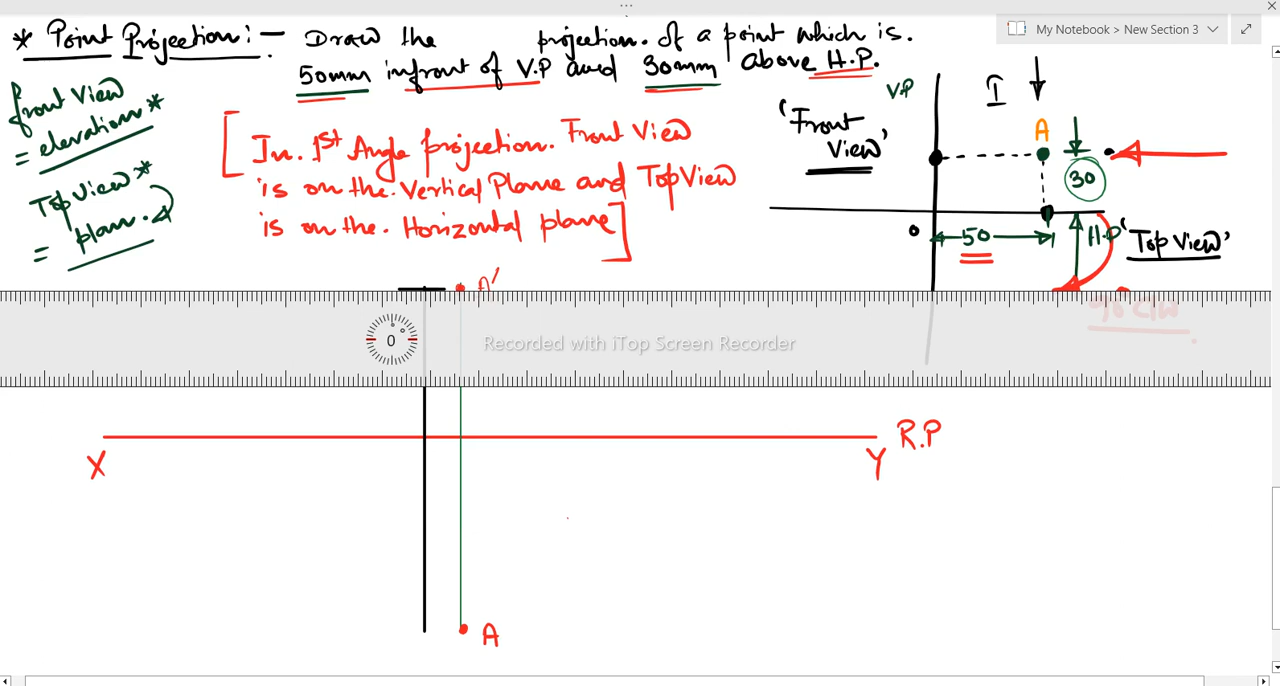 My Notebook > New Section 3
* Point Projection:- Draw the projection. Of a point which is.
50mm infront of V.P and 30mm above H.P.
Front View
= elevation*
Top View*
= plan.
[In. 1st Angle projection. Front View
is on the. Vertical Plane and Top View
is on the. Horizontal plane]
V.P
I
'Front
View'
A
30
0
50
H.P
'Top View'
90 CW
A'
0°
Recorded with iTop Screen Recorder
X
Y
R.P
A